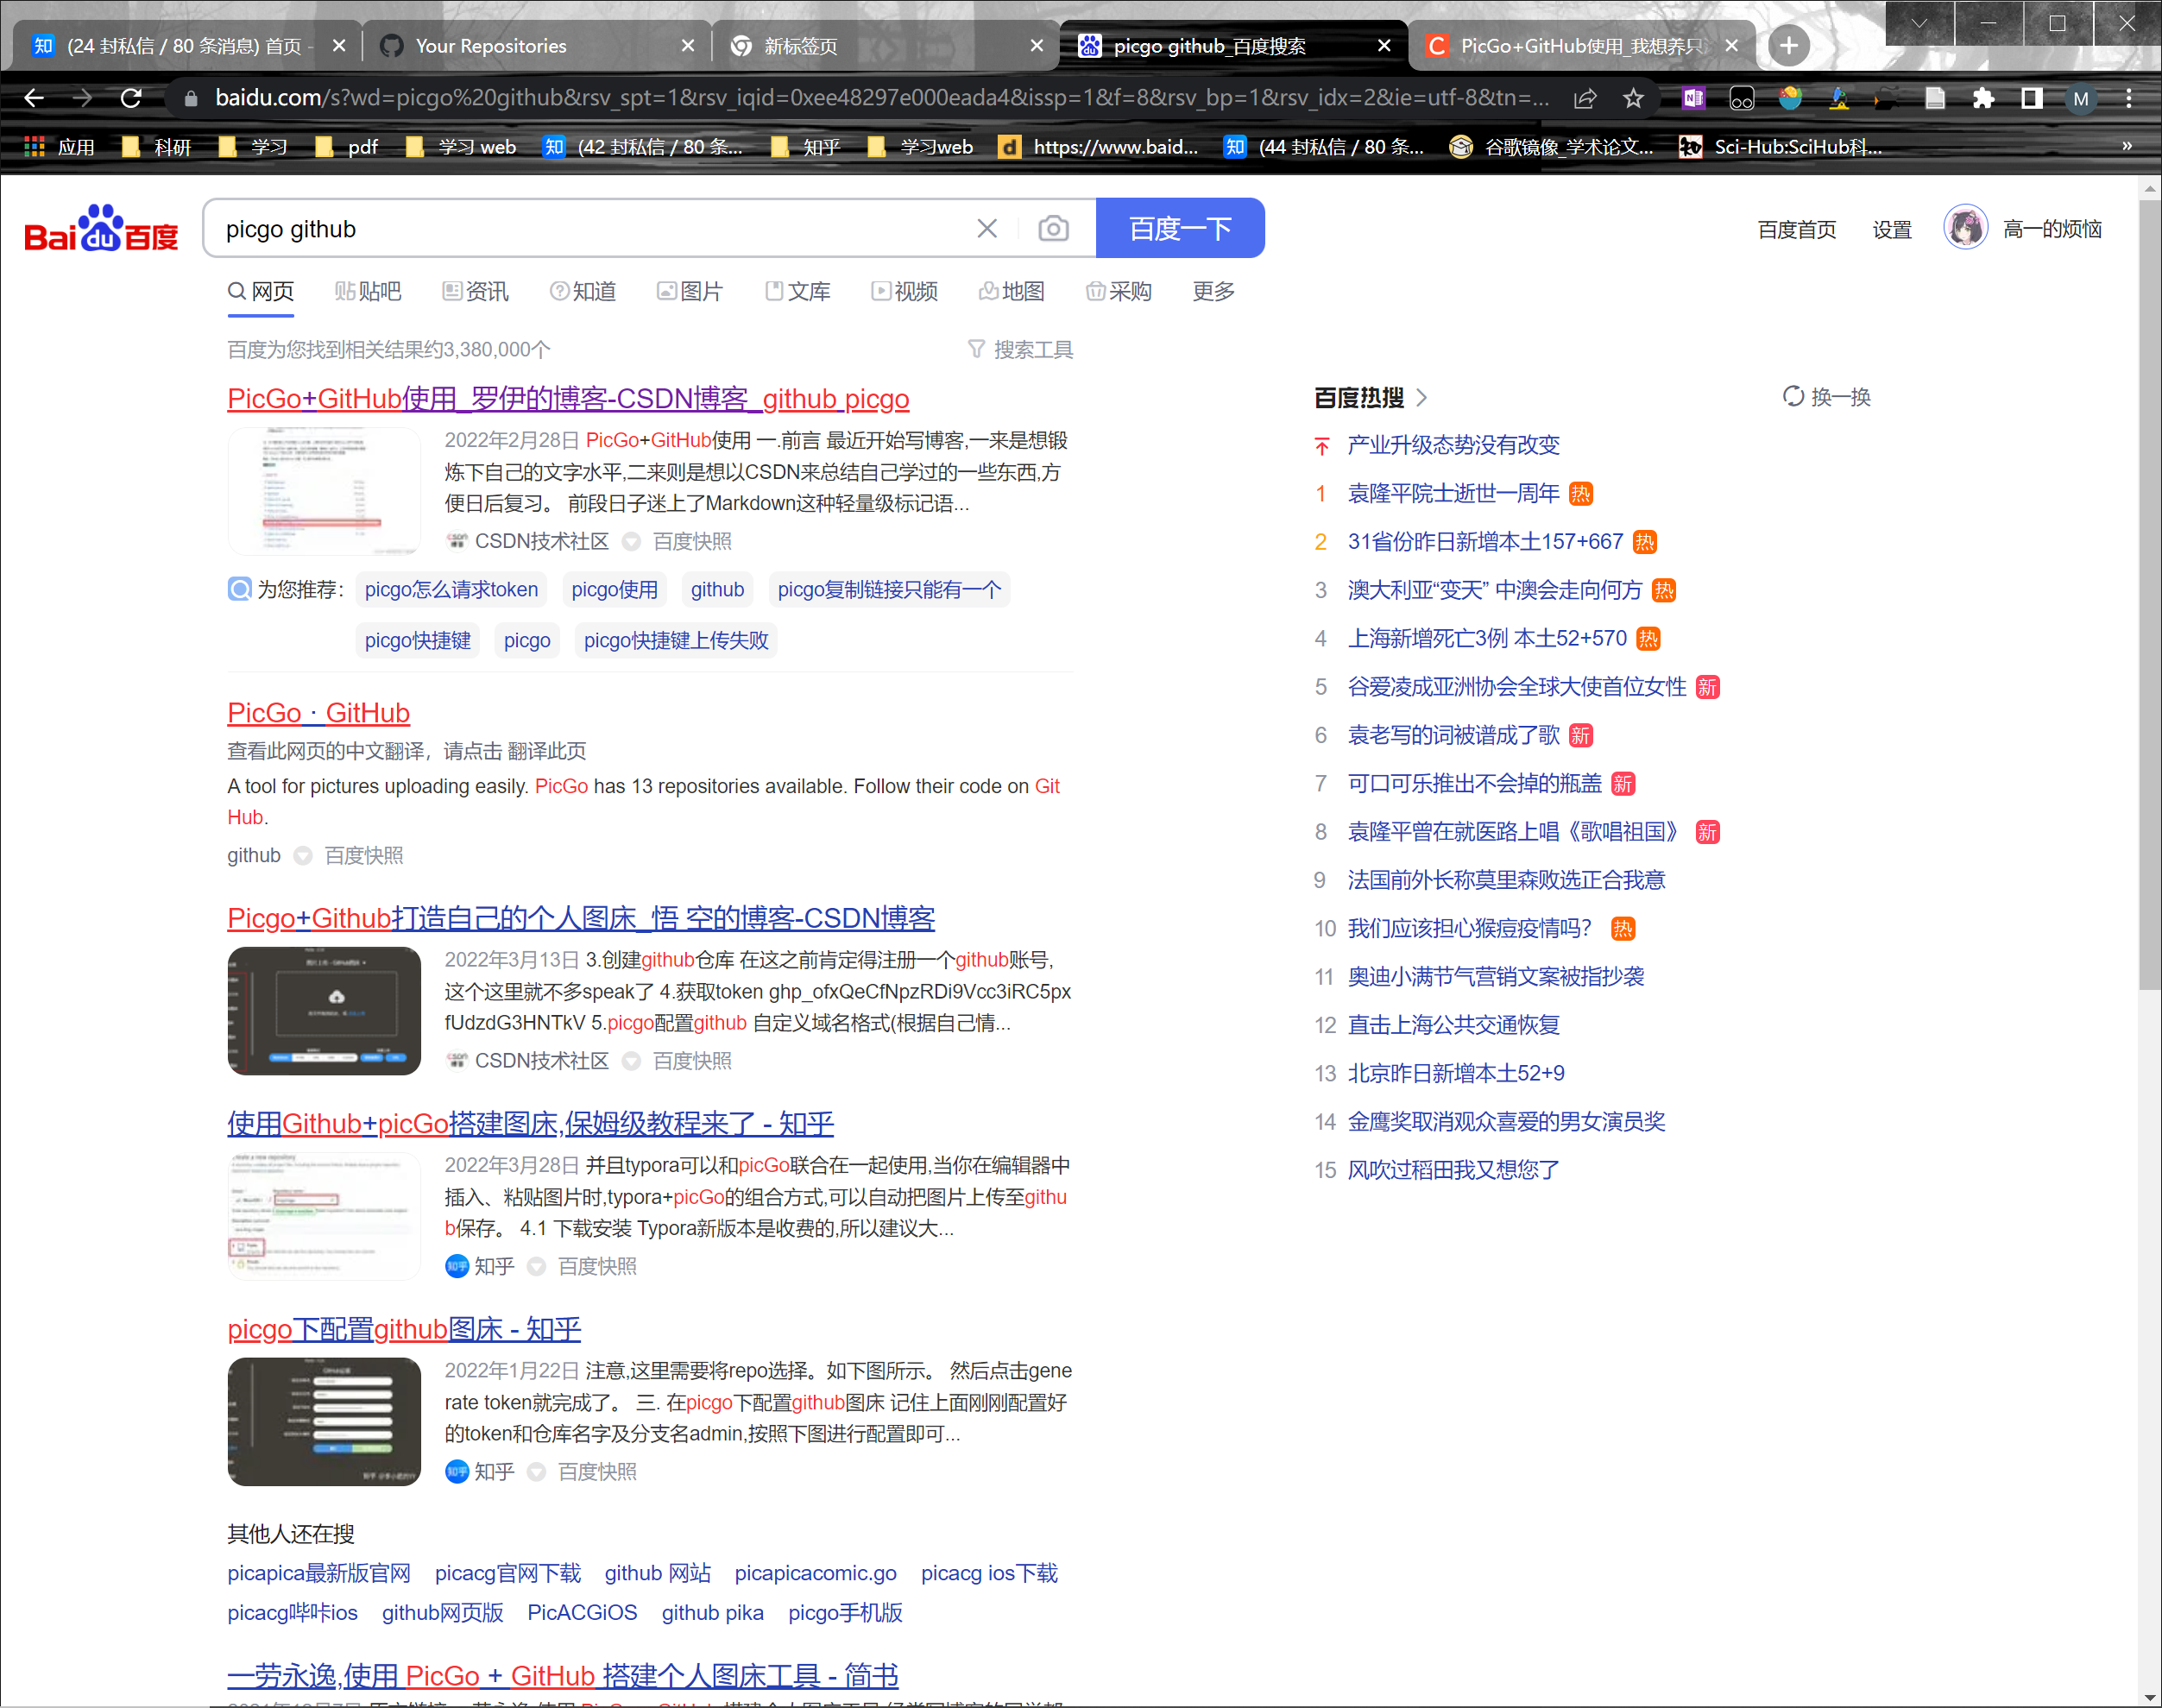 (24 封私信 / 80 条消息) 首页 -
Your Repositories
新标签页
picgo github_百度搜索
PicGo+GitHub使用_我想养只
baidu.com/s?wd=picgo%20github&rsv_spt=1&rsv_iqid=0xee48297e000eada4&issp=1&f=8&rsv_bp=1&rsv_idx=2&ie=utf-8&tn=...
M
应用 科研 学习 pdf 学习 web (42 封私信 / 80 条... 知乎 学习web https://www.baid... (44 封私信 / 80 条... 谷歌镜像_学术论文... Sci-Hub:SciHub科... »
Bai du 百度
picgo github
百度一下
百度首页 设置 高一的烦恼
网页 贴吧 资讯 知道 图片 文库 视频 地图 采购 更多
百度为您找到相关结果约3,380,000个
搜索工具
PicGo+GitHub使用_罗伊的博客-CSDN博客_github picgo
2022年2月28日 PicGo+GitHub使用 一.前言 最近开始写博客,一来是想锻
炼下自己的文字水平,二来则是想以CSDN来总结自己学过的一些东西,方
便日后复习。 前段日子迷上了Markdown这种轻量级标记语...
CSDN技术社区 百度快照
为您推荐: picgo怎么请求token picgo使用 github picgo复制链接只能有一个
picgo快捷键 picgo picgo快捷键上传失败
PicGo · GitHub
查看此网页的中文翻译，请点击 翻译此页
A tool for pictures uploading easily. PicGo has 13 repositories available. Follow their code on Git
Hub.
github 百度快照
Picgo+Github打造自己的个人图床_悟 空的博客-CSDN博客
2022年3月13日 3.创建github仓库 在这之前肯定得注册一个github账号,
这个这里就不多speak了 4.获取token ghp_ofxQeCfNpzRDi9Vcc3iRC5px
fUdzdG3HNTkV 5.picgo配置github 自定义域名格式(根据自己情...
CSDN技术社区 百度快照
使用Github+picGo搭建图床,保姆级教程来了 - 知乎
2022年3月28日 并且typora可以和picGo联合在一起使用,当你在编辑器中
插入、粘贴图片时,typora+picGo的组合方式,可以自动把图片上传至githu
b保存。 4.1 下载安装 Typora新版本是收费的,所以建议大...
知乎 百度快照
picgo下配置github图床 - 知乎
2022年1月22日 注意,这里需要将repo选择。如下图所示。 然后点击gene
rate token就完成了。 三. 在picgo下配置github图床 记住上面刚刚配置好
的token和仓库名字及分支名admin,按照下图进行配置即可...
知乎 百度快照
其他人还在搜
picapica最新版官网 picacg官网下载 github 网站 picapicacomic.go picacg ios下载
picacg哔咔ios github网页版 PicACGiOS github pika picgo手机版
一劳永逸,使用 PicGo + GitHub 搭建个人图床工具 - 简书
百度热搜
换一换
产业升级态势没有改变
1 袁隆平院士逝世一周年 热
2 31省份昨日新增本土157+667 热
3 澳大利亚“变天” 中澳会走向何方 热
4 上海新增死亡3例 本土52+570 热
5 谷爱凌成亚洲协会全球大使首位女性 新
6 袁老写的词被谱成了歌 新
7 可口可乐推出不会掉的瓶盖 新
8 袁隆平曾在就医路上唱《歌唱祖国》 新
9 法国前外长称莫里森败选正合我意
10 我们应该担心猴痘疫情吗？ 热
11 奥迪小满节气营销文案被指抄袭
12 直击上海公共交通恢复
13 北京昨日新增本土52+9
14 金鹰奖取消观众喜爱的男女演员奖
15 风吹过稻田我又想您了